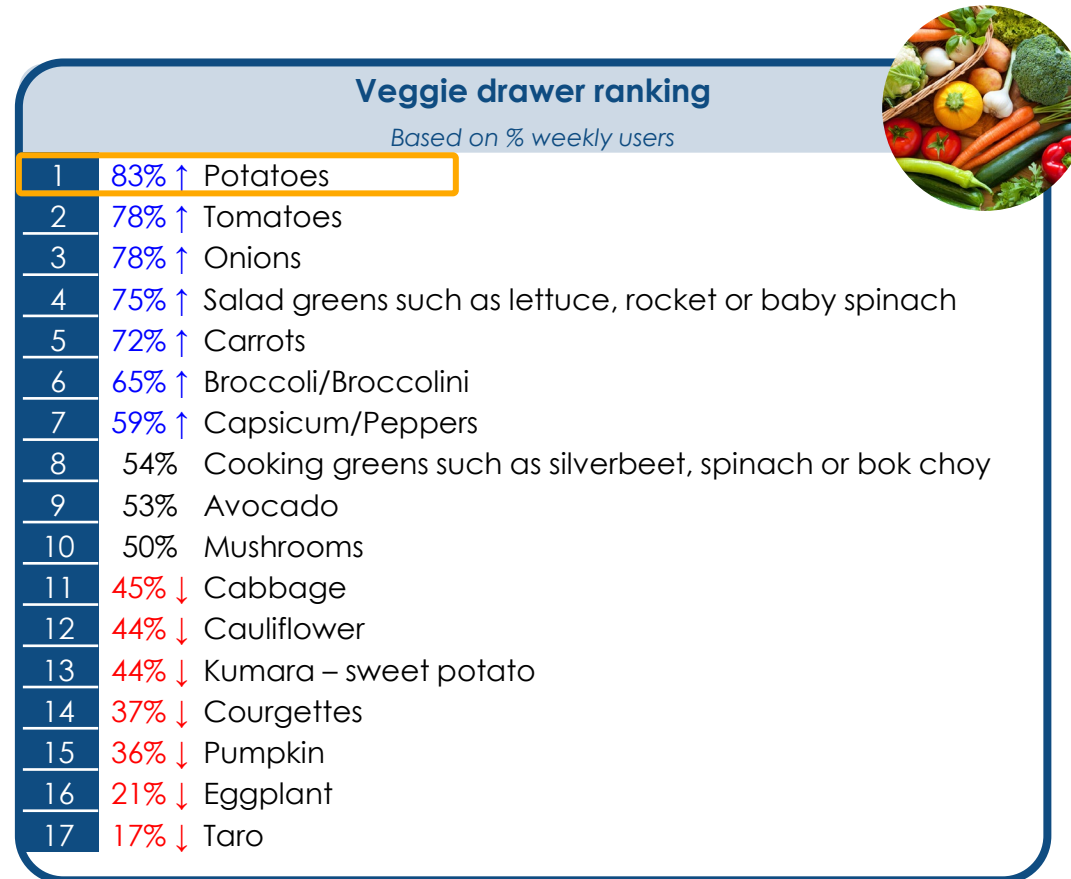 Veggie drawer ranking
Based on % weekly users
1 83% ↑ Potatoes
2 78% ↑ Tomatoes
3 78% ↑ Onions
4 75% ↑ Salad greens such as lettuce, rocket or baby spinach
5 72% ↑ Carrots
6 65% ↑ Broccoli/Broccolini
7 59% ↑ Capsicum/Peppers
8 54% Cooking greens such as silverbeet, spinach or bok choy
9 53% Avocado
10 50% Mushrooms
11 45% ↓ Cabbage
12 44% ↓ Cauliflower
13 44% ↓ Kumara – sweet potato
14 37% ↓ Courgettes
15 36% ↓ Pumpkin
16 21% ↓ Eggplant
17 17% ↓ Taro